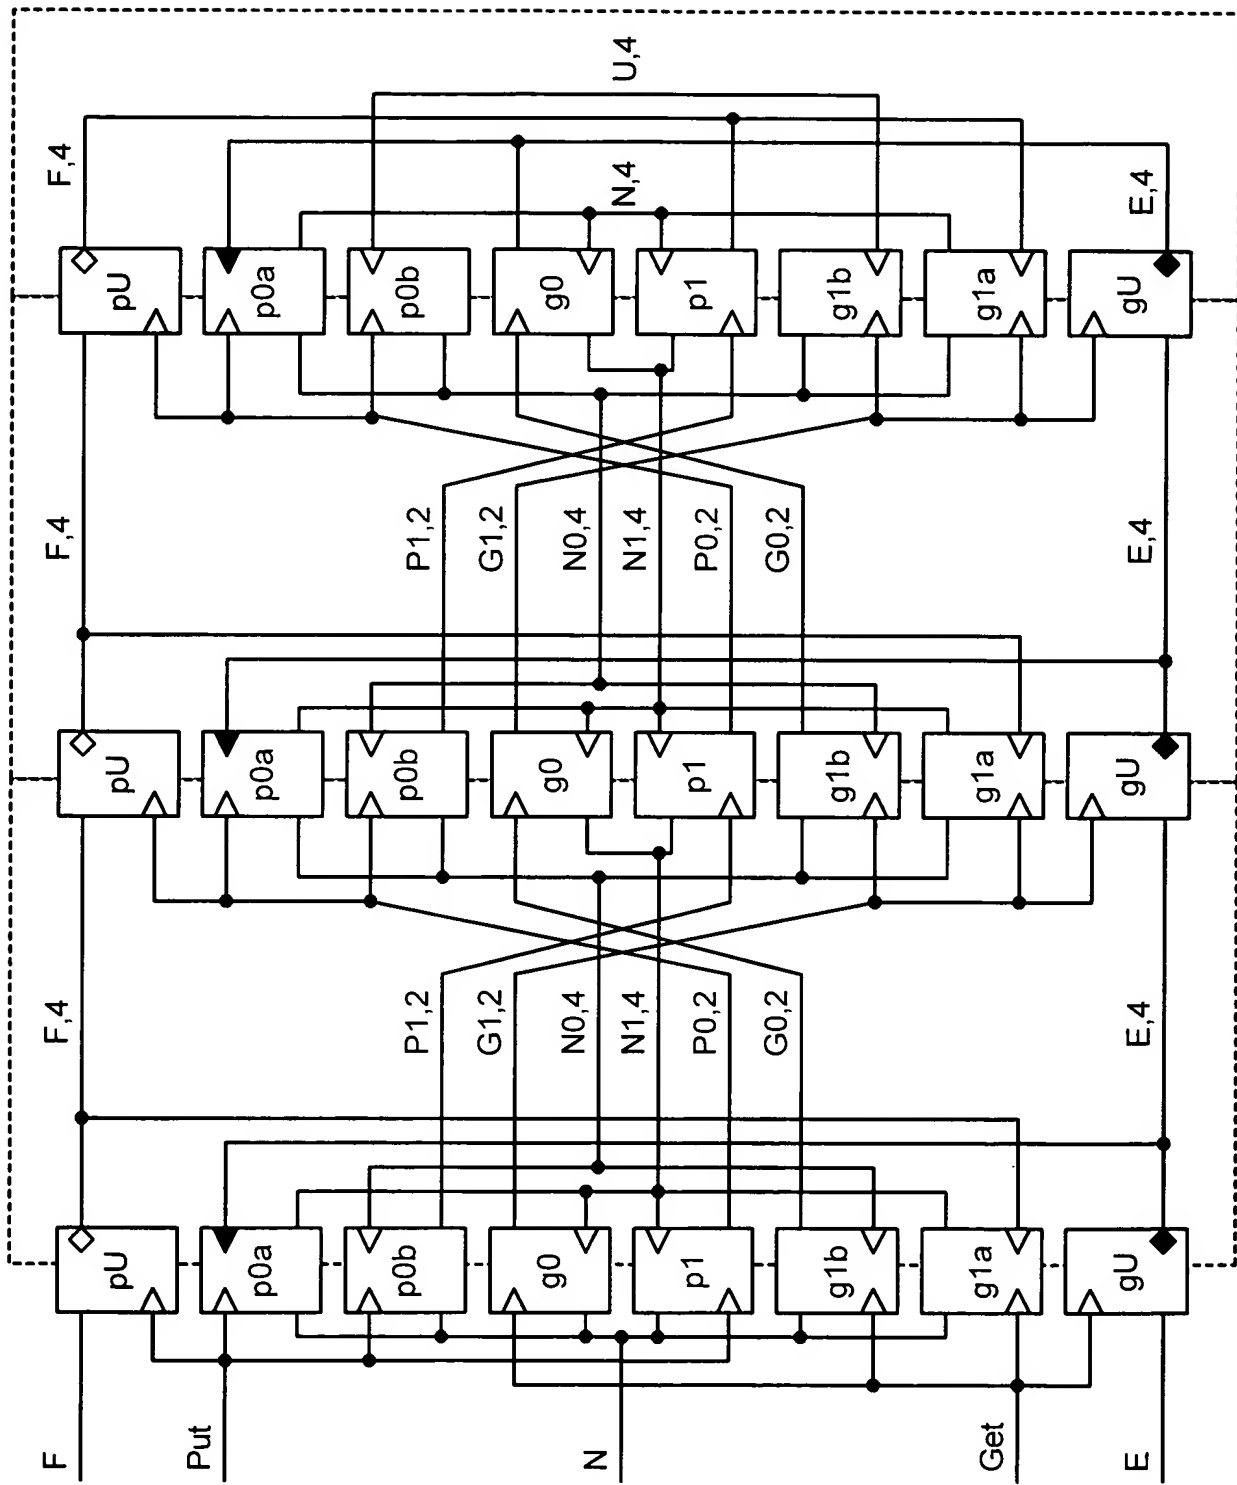 F
F,4
F,4
F,4
pU
pU
pU
Put
p0a
p0a
p0a
p0b
P1,2
p0b
P1,2
p0b
G1,2
G1,2
g0
g0
g0
N0,4
N0,4
N
N1,4
N1,4
N,4
U,4
p1
P0,2
p1
P0,2
p1
G0,2
G0,2
g1b
g1b
g1b
Get
g1a
g1a
g1a
E
gU
E,4
gU
E,4
gU
E,4